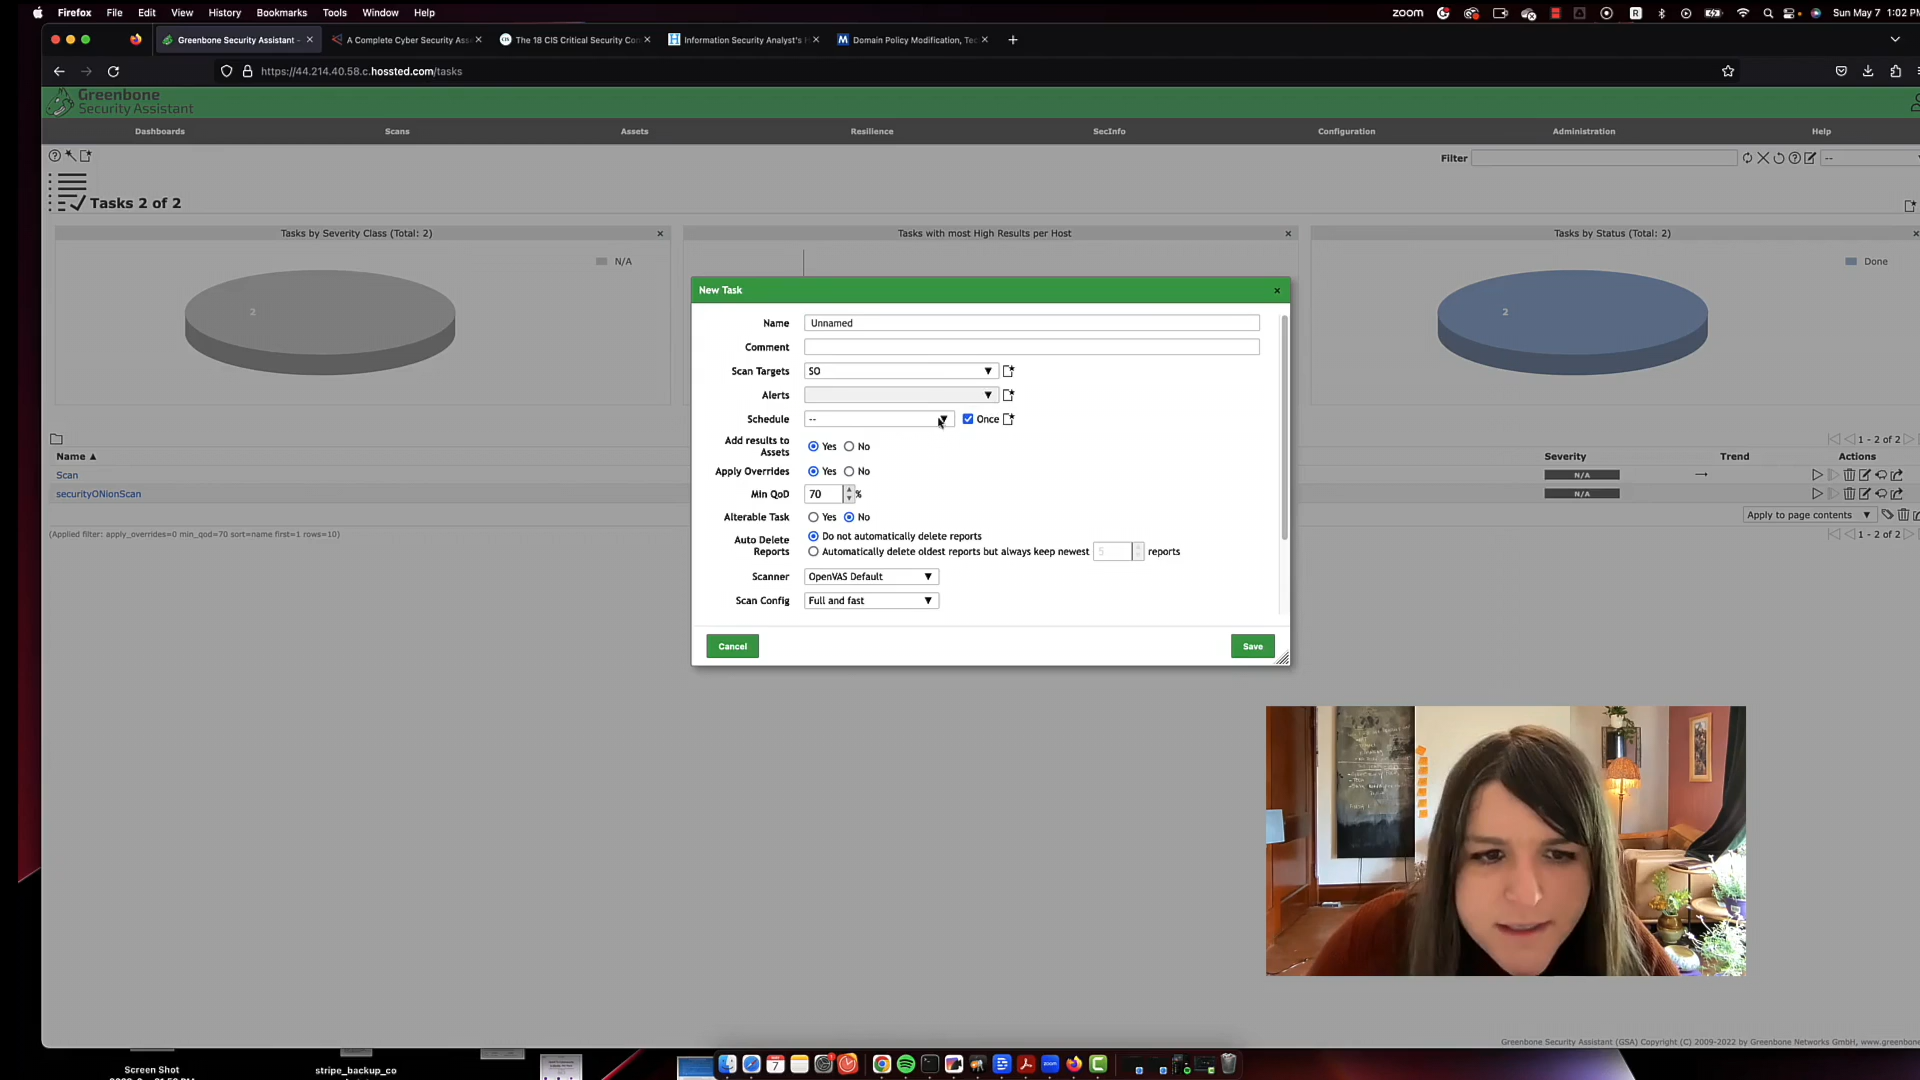 Firefox File Edit View History Bookmarks Tools Window Help
zoom Sun May 7 1:02 P
Greenbone Security Assistant - A Complete Cyber Security Ass The 18 CIS Critical Security Con Information Security Analyst's H Domain Policy Modification, Tec
https://44.214.40.58.c.hossted.com/tasks
Greenbone
Security Assistant
Dashboards Scans Assets Resilience SecInfo Configuration Administration Help
Filter --
Tasks 2 of 2
Tasks by Severity Class (Total: 2) Tasks with most High Results per Host Tasks by Status (Total: 2)
N/A Done
2 2
New Task
Name Unnamed
Comment
Scan Targets SO
Alerts
Schedule -- Once
Add results to
Assets Yes No
Apply Overrides Yes No
Min QoD 70 %
Alterable Task Yes No
Auto Delete
Reports Do not automatically delete reports
Automatically delete oldest reports but always keep newest 5 reports
Scanner OpenVAS Default
Scan Config Full and fast
Cancel Save
1 - 2 of 2
Name Severity Trend Actions
Scan N/A
securityONionScan N/A
Apply to page contents
(Applied filter: apply_overrides=0 min_qod=70 sort=name first=1 rows=10) 1 - 2 of 2
Greenbone Security Assistant (GSA) Copyright (C) 2009-2022 by Greenbone Networks GmbH, www.greenbon
Screen Shot stripe_backup_co